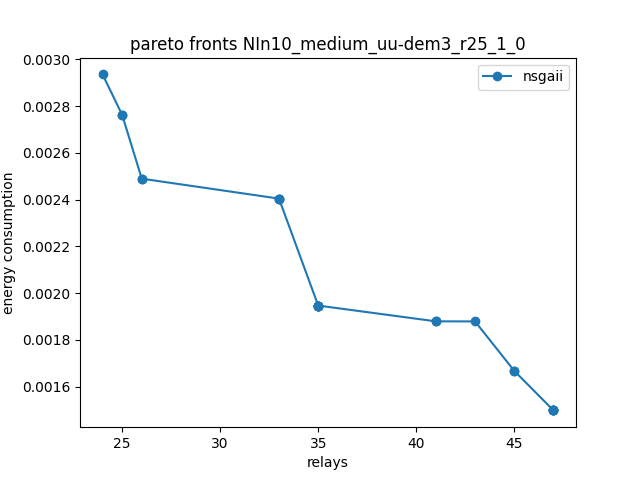 pareto fronts NIn10_medium_uu-dem3_r25_1_0
nsgaii
0.0030
0.0028
0.0026
0.0024
0.0022
0.0020
0.0018
0.0016
energy consumption
25 30 35 40 45
relays